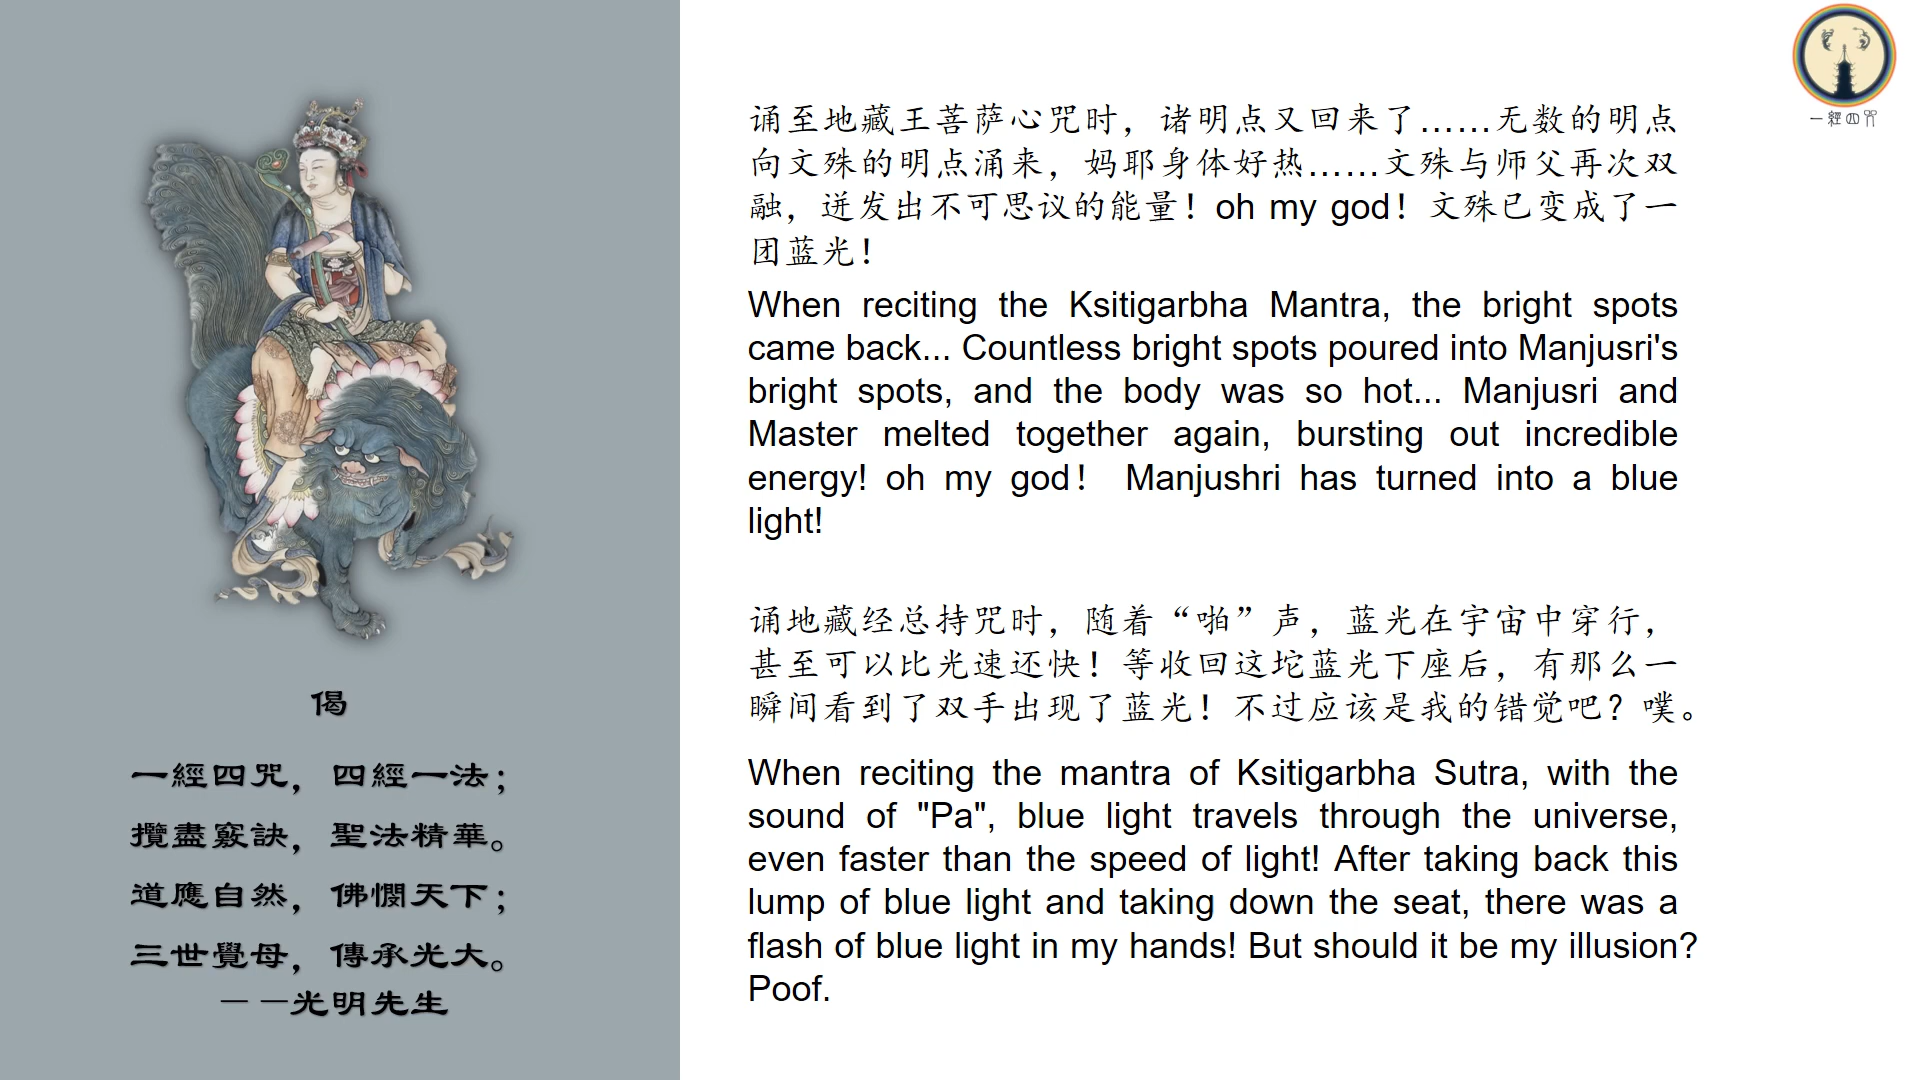 偈
一經四咒，四經一法；
攬盡竅訣，聖法精華。
道應自然，佛憫天下；
三世覺母，傳承光大。
——光明先生
诵至地藏王菩萨心咒时，诸明点又回来了……无数的明点
向文殊的明点涌来，妈耶身体好热……文殊与师父再次双
融，迸发出不可思议的能量！oh my god！文殊已变成了一
团蓝光！
When reciting the Ksitigarbha Mantra, the bright spots
came back... Countless bright spots poured into Manjusri's
bright spots, and the body was so hot... Manjusri and
Master melted together again, bursting out incredible
energy! oh my god！ Manjushri has turned into a blue
light!
诵地藏经总持咒时，随着“啪”声，蓝光在宇宙中穿行，
甚至可以比光速还快！等收回这坨蓝光下座后，有那么一
瞬间看到了双手出现了蓝光！不过应该是我的错觉吧？噗。
When reciting the mantra of Ksitigarbha Sutra, with the
sound of "Pa", blue light travels through the universe,
even faster than the speed of light! After taking back this
lump of blue light and taking down the seat, there was a
flash of blue light in my hands! But should it be my illusion?
Poof.
一經四咒